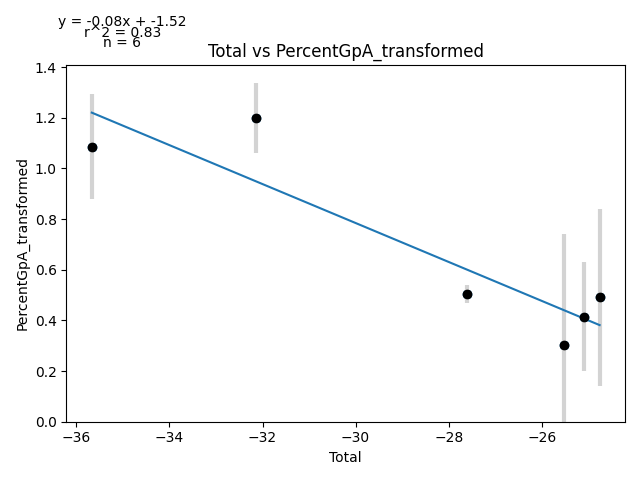 y = -0.08x + -1.52
r^2 = 0.83
n = 6
Total vs PercentGpA_transformed
1.4
1.2
1.0
0.8
0.6
0.4
0.2
0.0
PercentGpA_transformed
−36
−34
−32
−30
−28
−26
Total